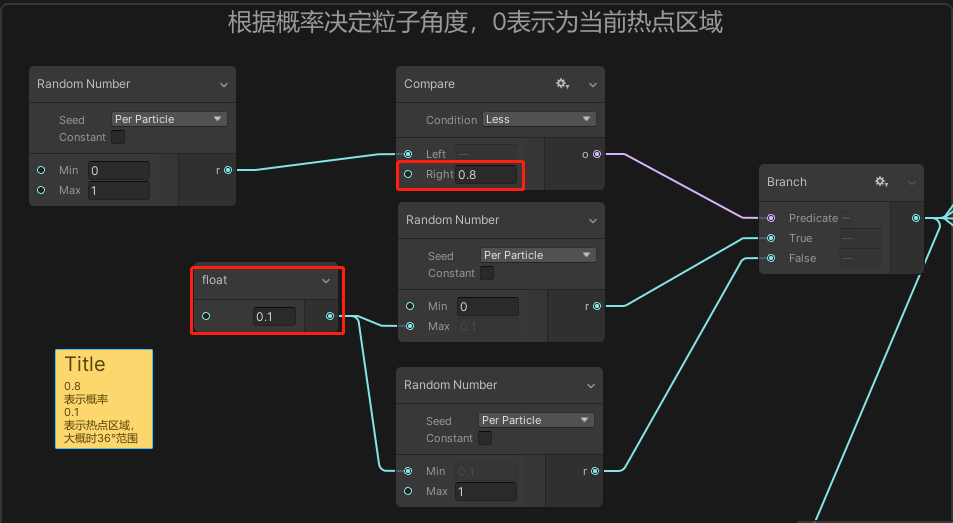 根据概率决定粒子角度，0表示为当前热点区域
Random Number
Seed Per Particle
Constant
Min 0 r
Max 1
Compare
Condition Less
Left — o
Right 0.8
Random Number
Seed Per Particle
Constant
Min 0 r
Max 0.1
float
0.1
Branch
Predicate —
True —
False —
Title
0.8
表示概率
0.1
表示热点区域，
大概时36°范围
Random Number
Seed Per Particle
Constant
Min 0.1 r
Max 1